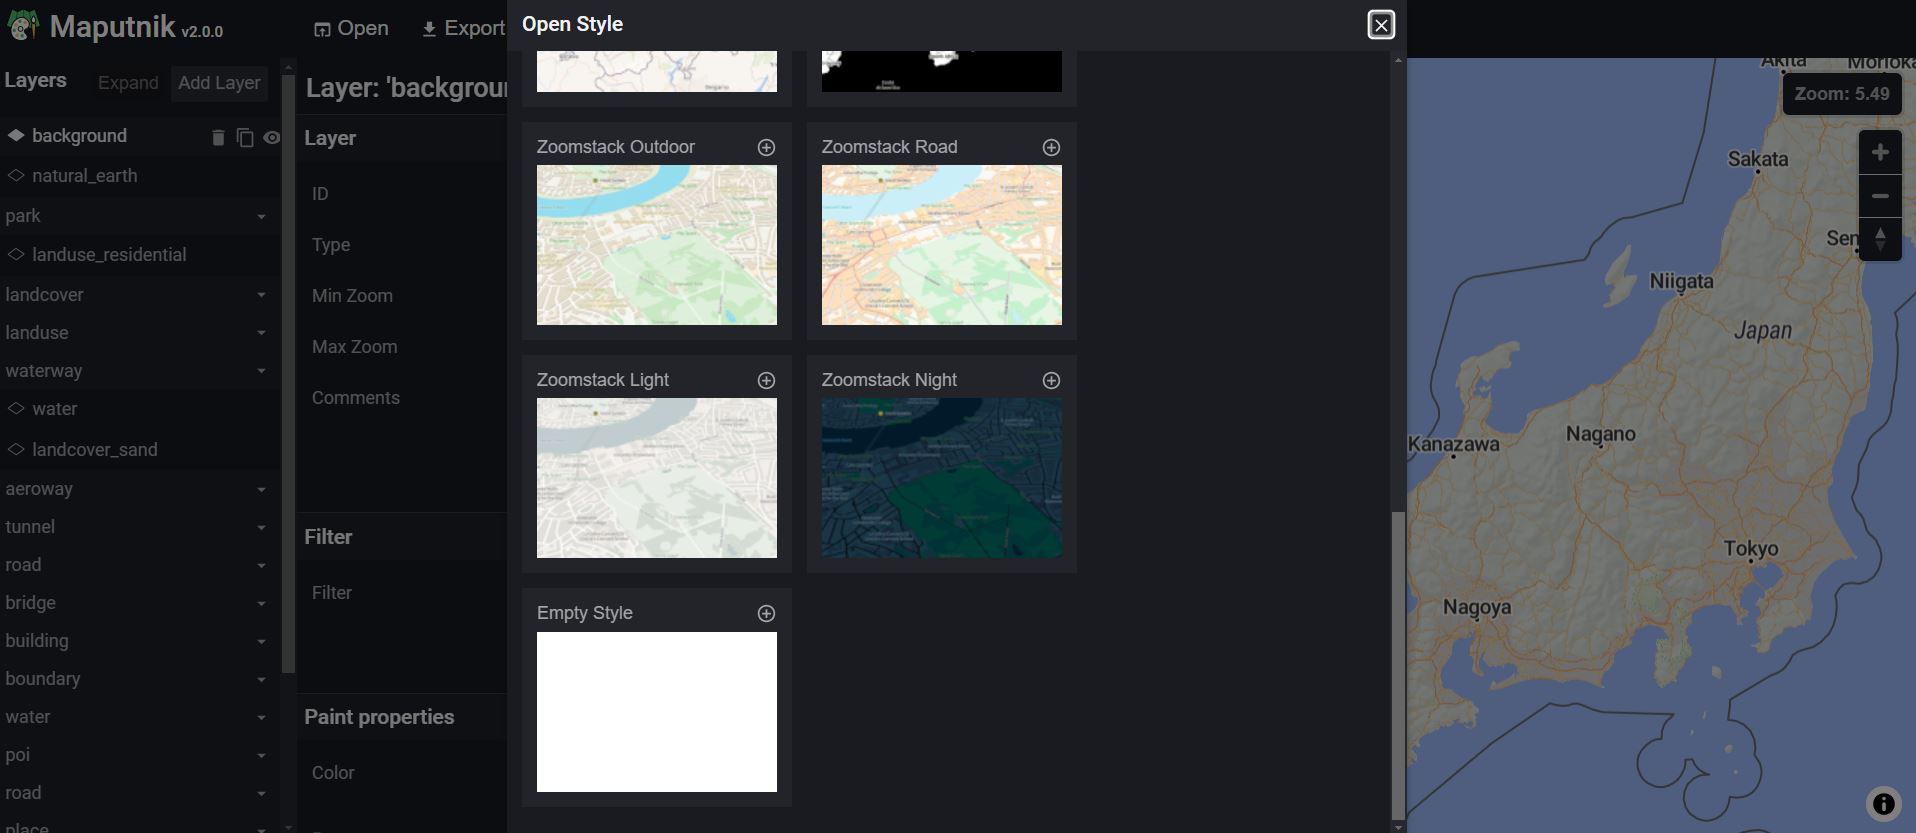 Maputnik v2.0.0
Open
Export
Layers
Expand
Add Layer
background
natural_earth
park
landuse_residential
landcover
landuse
waterway
water
landcover_sand
aeroway
tunnel
road
bridge
building
boundary
water
poi
road
place
Layer: 'backgrou
Layer
ID
Type
Min Zoom
Max Zoom
Comments
Filter
Filter
Paint properties
Color
Open Style
Zoomstack Outdoor
Zoomstack Road
Zoomstack Light
Zoomstack Night
Empty Style
Akita
Morioka
Zoom: 5.49
Sakata
Sen
Niigata
Japan
Kanazawa
Nagano
Tokyo
Nagoya